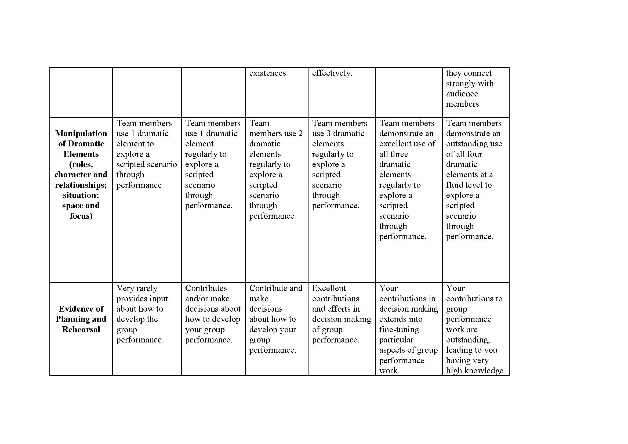 existences
effectively.
they connect
strongly with
audience
members
Manipulation
of Dramatic
Elements
(roles,
character and
relationships;
situation;
space and
focus)
Team members
use 1 dramatic
element to
explore a
scripted scenario
through
performance
Team members
use 1 dramatic
element
regularly to
explore a
scripted
scenario
through
performance.
Team
members use 2
dramatic
elements
regularly to
explore a
scripted
scenario
through
performance
Team members
use 3 dramatic
elements
regularly to
explore a
scripted
scenario
through
performance.
Team members
demonstrate an
excellent use of
all three
dramatic
elements
regularly to
explore a
scripted
scenario
through
performance.
Team members
demonstrate an
outstanding use
of all four
dramatic
elements at a
fluid level to
explore a
scripted
scenario
through
performance.
Evidence of
Planning and
Rehearsal
Very rarely
provides input
about how to
develop the
group
performance.
Contributes
and/or make
decisions about
how to develop
your group
performance.
Contribute and
make
decisions
about how to
develop your
group
performance.
Excellent
contributions
and efforts in
decision making
of group
performance.
Your
contributions in
decision making
extends into
fine-tuning
particular
aspects of group
performance
work.
Your
contributions to
group
performance
work are
outstanding,
leading to you
having very
high knowledge